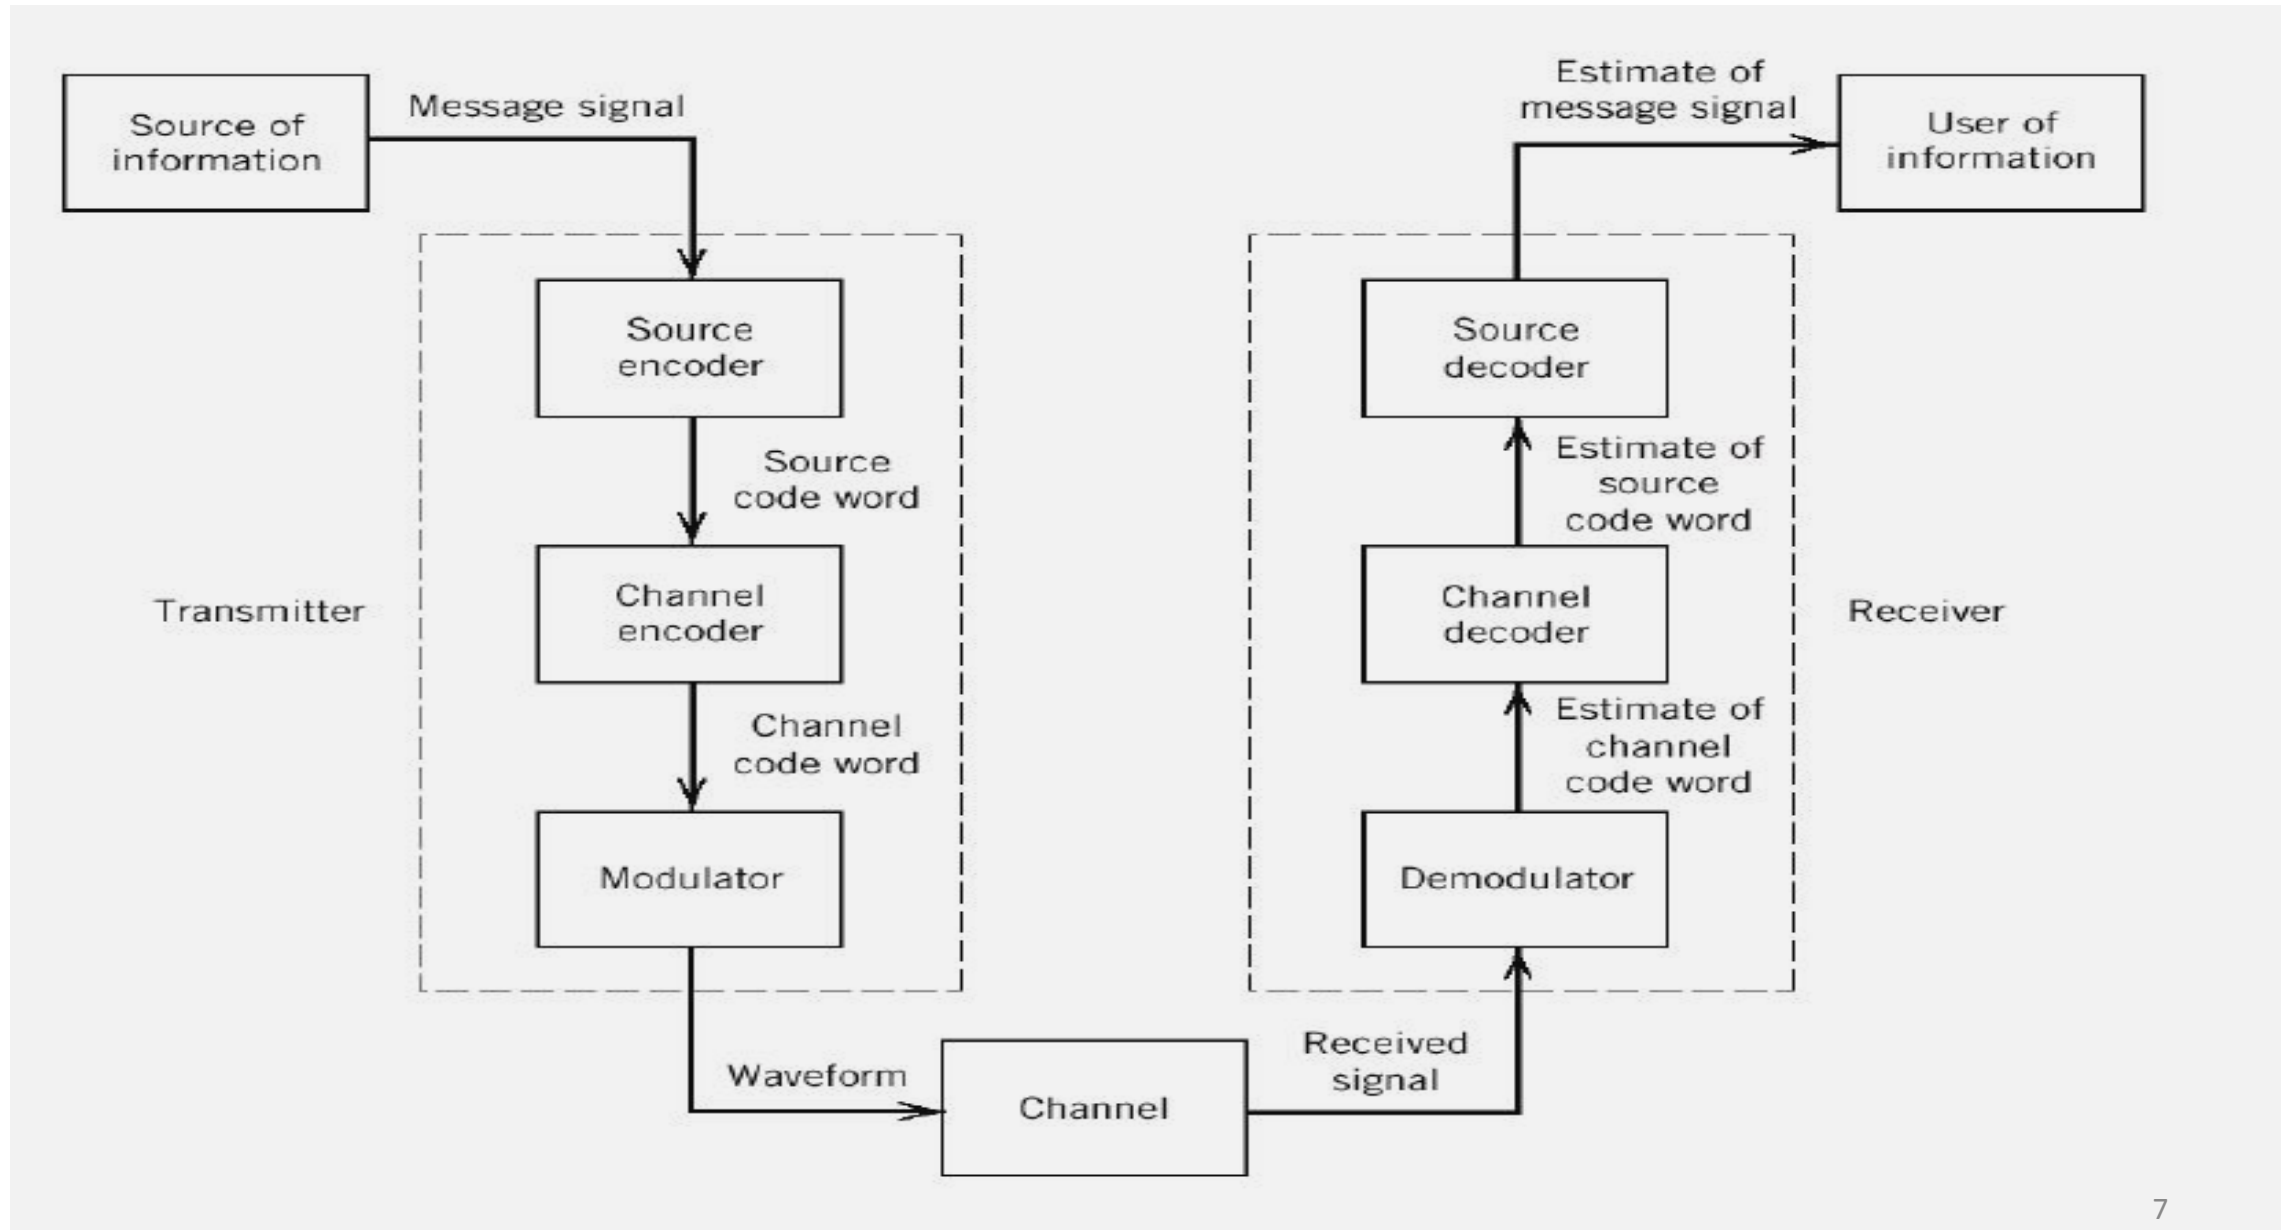 Source of
information
Message signal
Estimate of
message signal
User of
information
Source
encoder
Source
code word
Channel
encoder
Channel
code word
Modulator
Transmitter
Waveform
Channel
Received
signal
Demodulator
Estimate of
channel
code word
Channel
decoder
Estimate of
source
code word
Source
decoder
Receiver
7